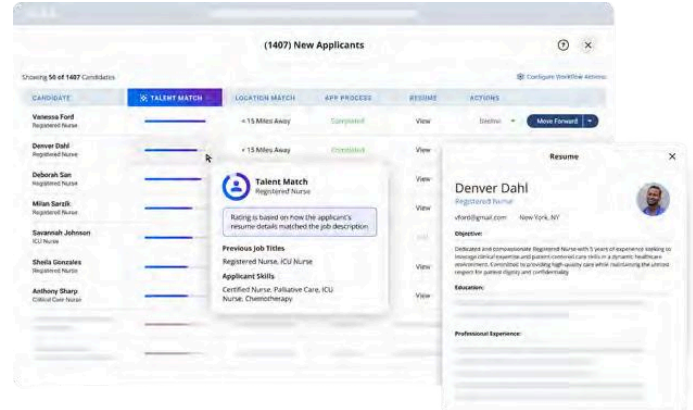 (1407) New Applicants
Showing 50 of 1407 Candidates
Configure Workflow Actions
CANDIDATE TALENT MATCH LOCATION MATCH APP PROCESS RESUME ACTIONS
Vanessa Ford
Registered Nurse
< 15 Miles Away Completed View Decline Move Forward
Denver Dahl
Registered Nurse
< 15 Miles Away Completed View
Deborah San
Registered Nurse
View
Milan Sarzik
Registered Nurse
View
Savannah Johnson
ICU Nurse
Sheila Gonzales
Registered Nurse
View
Anthony Sharp
Critical Care Nurse
View
Talent Match
Registered Nurse
Rating is based on how the applicant's
resume details matched the job description
Previous Job Titles
Registered Nurse, ICU Nurse
Applicant Skills
Certified Nurse, Palliative Care, ICU
Nurse, Chemotherapy
Resume
Denver Dahl
Registered Nurse
vford@gmail.com New York, NY
Objective:
Dedicated and compassionate Registered Nurse with 5 years of experience seeking to
leverage clinical expertise and patient-centered care skills in a dynamic healthcare
environment. Committed to providing high-quality care while maintaining the utmost
respect for patient dignity and confidentiality
Education:
Professional Experience: